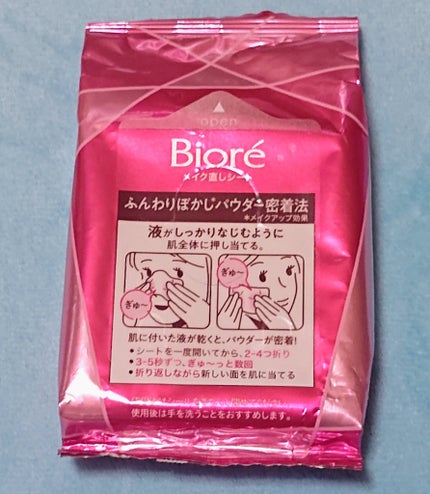 open
Bioré
メイク直しシート
ふんわりぼかしパウダー密着法
＊メイクアップ効果
液がしっかりなじむように
肌全体に押し当てる。
ぎゅ〜
ぎゅ〜
肌に付いた液が乾くと、パウダーが密着!
•シートを一度開いてから、2-4つ折り
•3-5秒ずつ、ぎゅ〜っと数回
•折り返しながら新しい面を肌に当てる
使用後は手を洗うことをおすすめします。